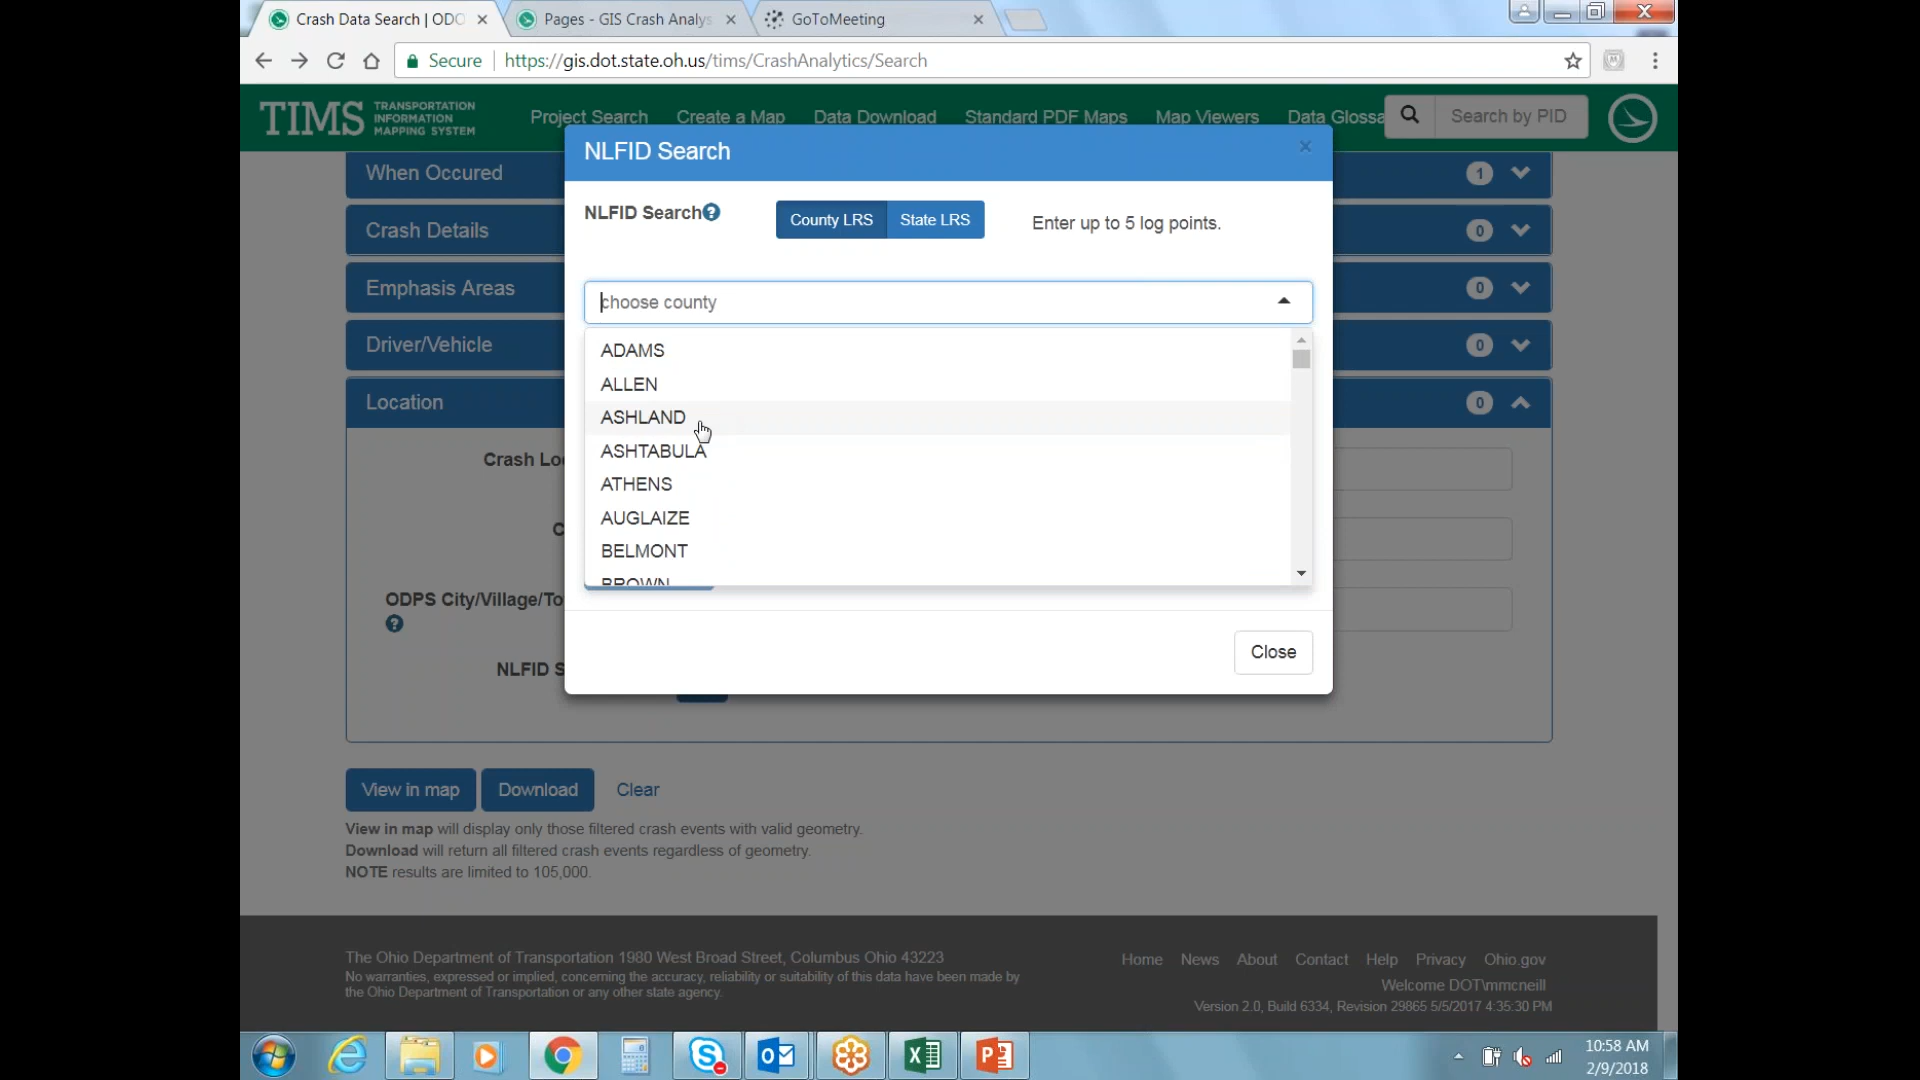 Crash Data Search | ODO
Pages - GIS Crash Analys
GoToMeeting
Secure
https://gis.dot.state.oh.us/tims/CrashAnalytics/Search
TIMS TRANSPORTATION
INFORMATION
MAPPING SYSTEM
Project Search
Create a Map
Data Download
Standard PDF Maps
Map Viewers
Data Glossa
Search by PID
NLFID Search
×
When Occured
1
NLFID Search
County LRS
State LRS
Enter up to 5 log points.
Crash Details
0
Emphasis Areas
0
choose county
Driver/Vehicle
0
ADAMS
ALLEN
Location
0
ASHLAND
ASHTABULA
ATHENS
AUGLAIZE
BELMONT
BROWN
Crash Lo
C
ODPS City/Village/To
?
NLFID S
Close
View in map
Download
Clear
View in map will display only those filtered crash events with valid geometry.
Download will return all filtered crash events regardless of geometry.
NOTE results are limited to 105,000.
The Ohio Department of Transportation 1980 West Broad Street, Columbus Ohio 43223
No warranties, expressed or implied, concerning the accuracy, reliability or suitability of this data have been made by
the Ohio Department of Transportation or any other state agency.
Home News About Contact Help Privacy Ohio.gov
Welcome DOT\mmcneill
Version 2.0, Build 6334, Revision 29865 5/5/2017 4:35:30 PM
10:58 AM
2/9/2018